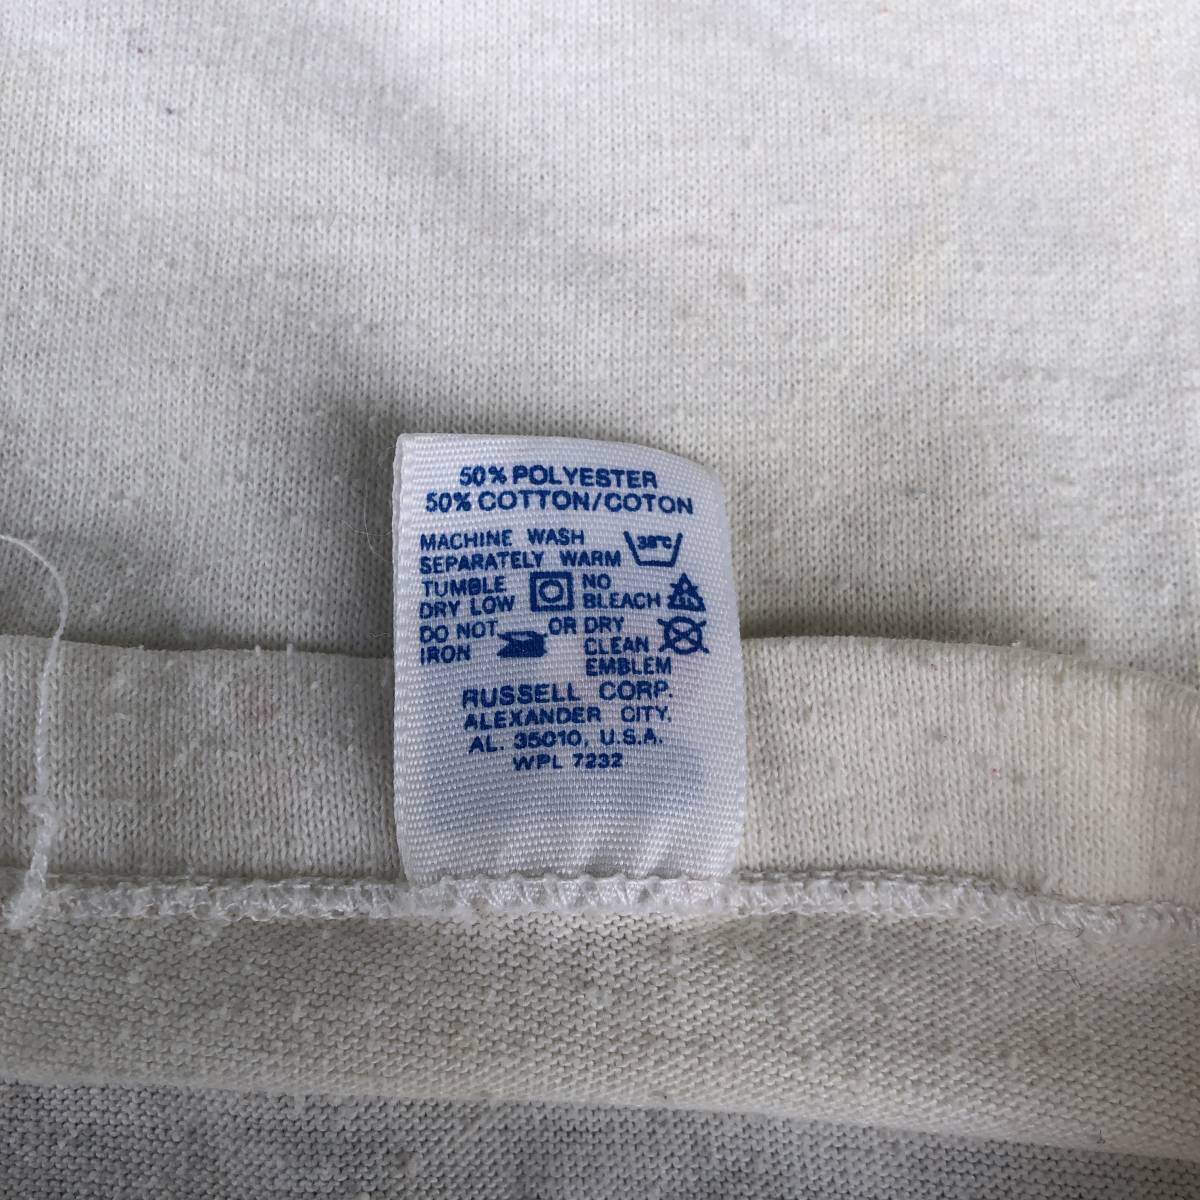 50% POLYESTER
50% COTTON/COTON
MACHINE WASH
SEPARATELY WARM
38°C
TUMBLE
DRY LOW
NO
BLEACH
DO NOT
IRON
OR DRY
CLEAN
EMBLEM
RUSSELL CORP.
ALEXANDER CITY,
AL. 35010, U.S.A.
WPL 7232